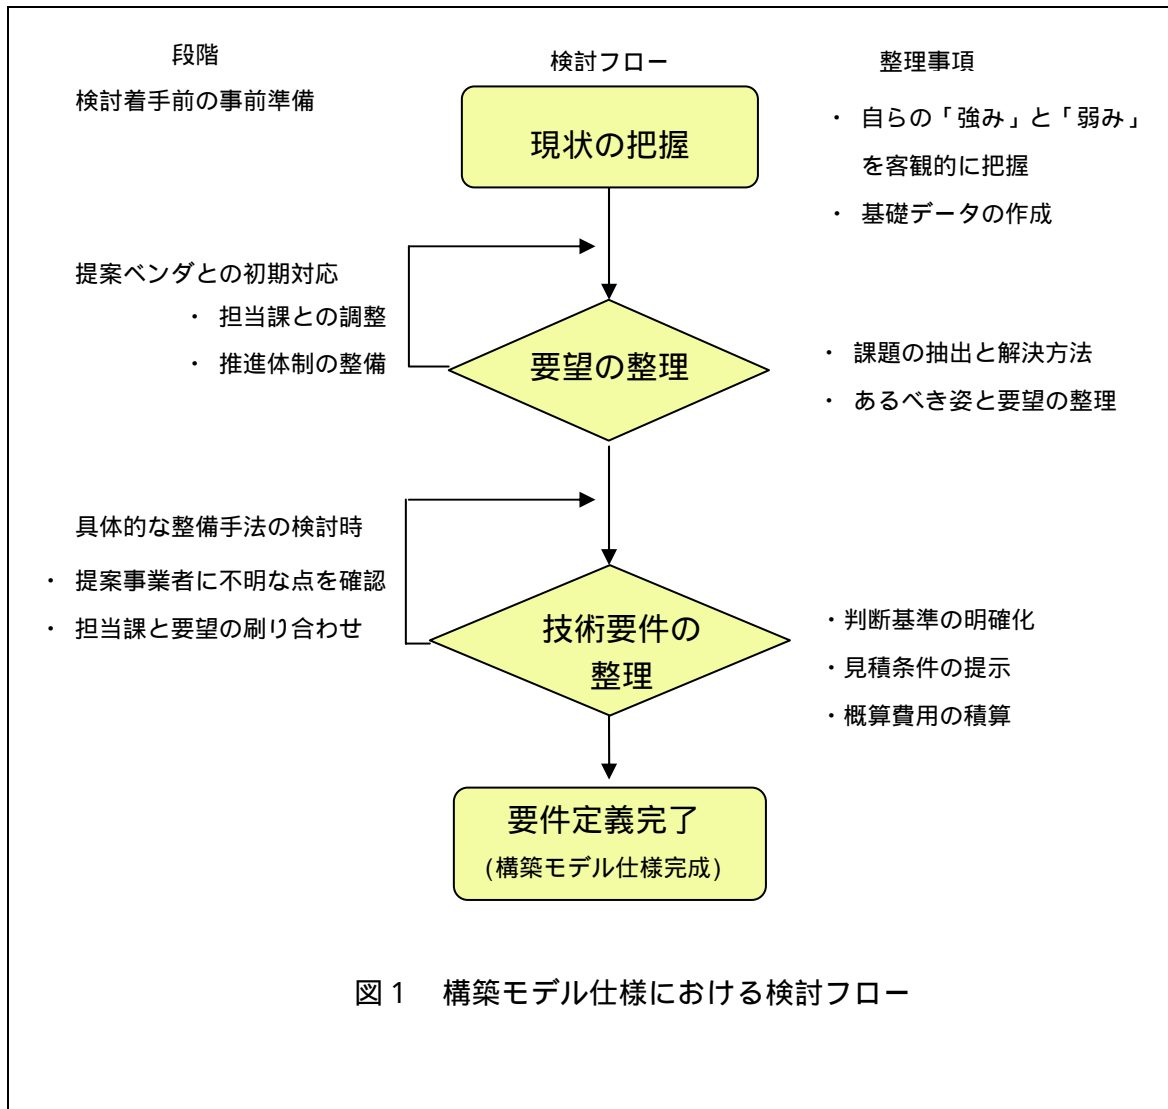 段階
検討フロー
整理事項
検討着手前の事前準備
現状の把握
・ 自らの「強み」と「弱み」
を客観的に把握
・ 基礎データの作成
提案ベンダとの初期対応
・ 担当課との調整
・ 推進体制の整備
要望の整理
・ 課題の抽出と解決方法
・ あるべき姿と要望の整理
具体的な整備手法の検討時
・ 提案事業者に不明な点を確認
・ 担当課と要望の刷り合わせ
技術要件の
整理
・判断基準の明確化
・見積条件の提示
・概算費用の積算
要件定義完了
(構築モデル仕様完成)
図1 構築モデル仕様における検討フロー